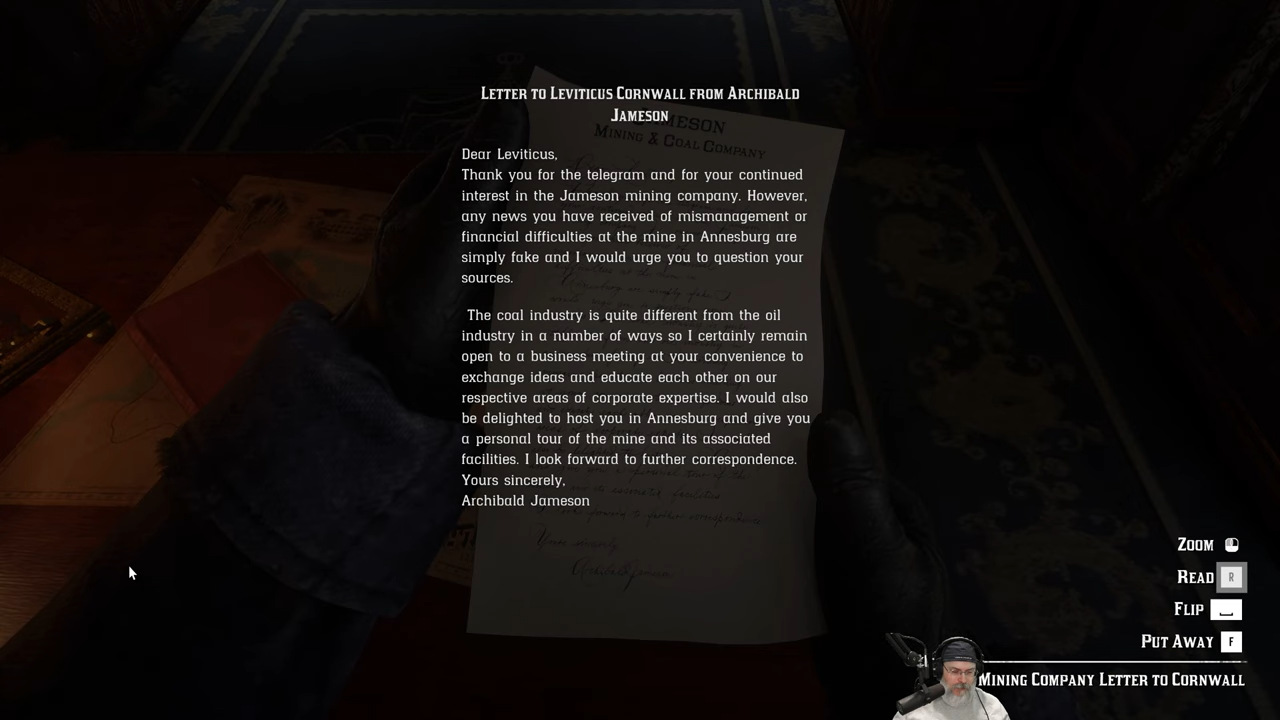 Letter to Leviticus Cornwall from Archibald
Jameson
JAMESON
Mining & Coal Company
Dear Leviticus,
Thank you for the telegram and for your continued
interest in the Jameson mining company. However,
any news you have received of mismanagement or
financial difficulties at the mine in Annesburg are
simply fake and I would urge you to question your
sources.
The coal industry is quite different from the oil
industry in a number of ways so I certainly remain
open to a business meeting at your convenience to
exchange ideas and educate each other on our
respective areas of corporate expertise. I would also
be delighted to host you in Annesburg and give you
a personal tour of the mine and its associated
facilities. I look forward to further correspondence.
Yours sincerely,
Archibald Jameson
Yours sincerely
Archibald Jameson
Zoom
Read R
Flip
Put Away F
Mining Company Letter to Cornwall